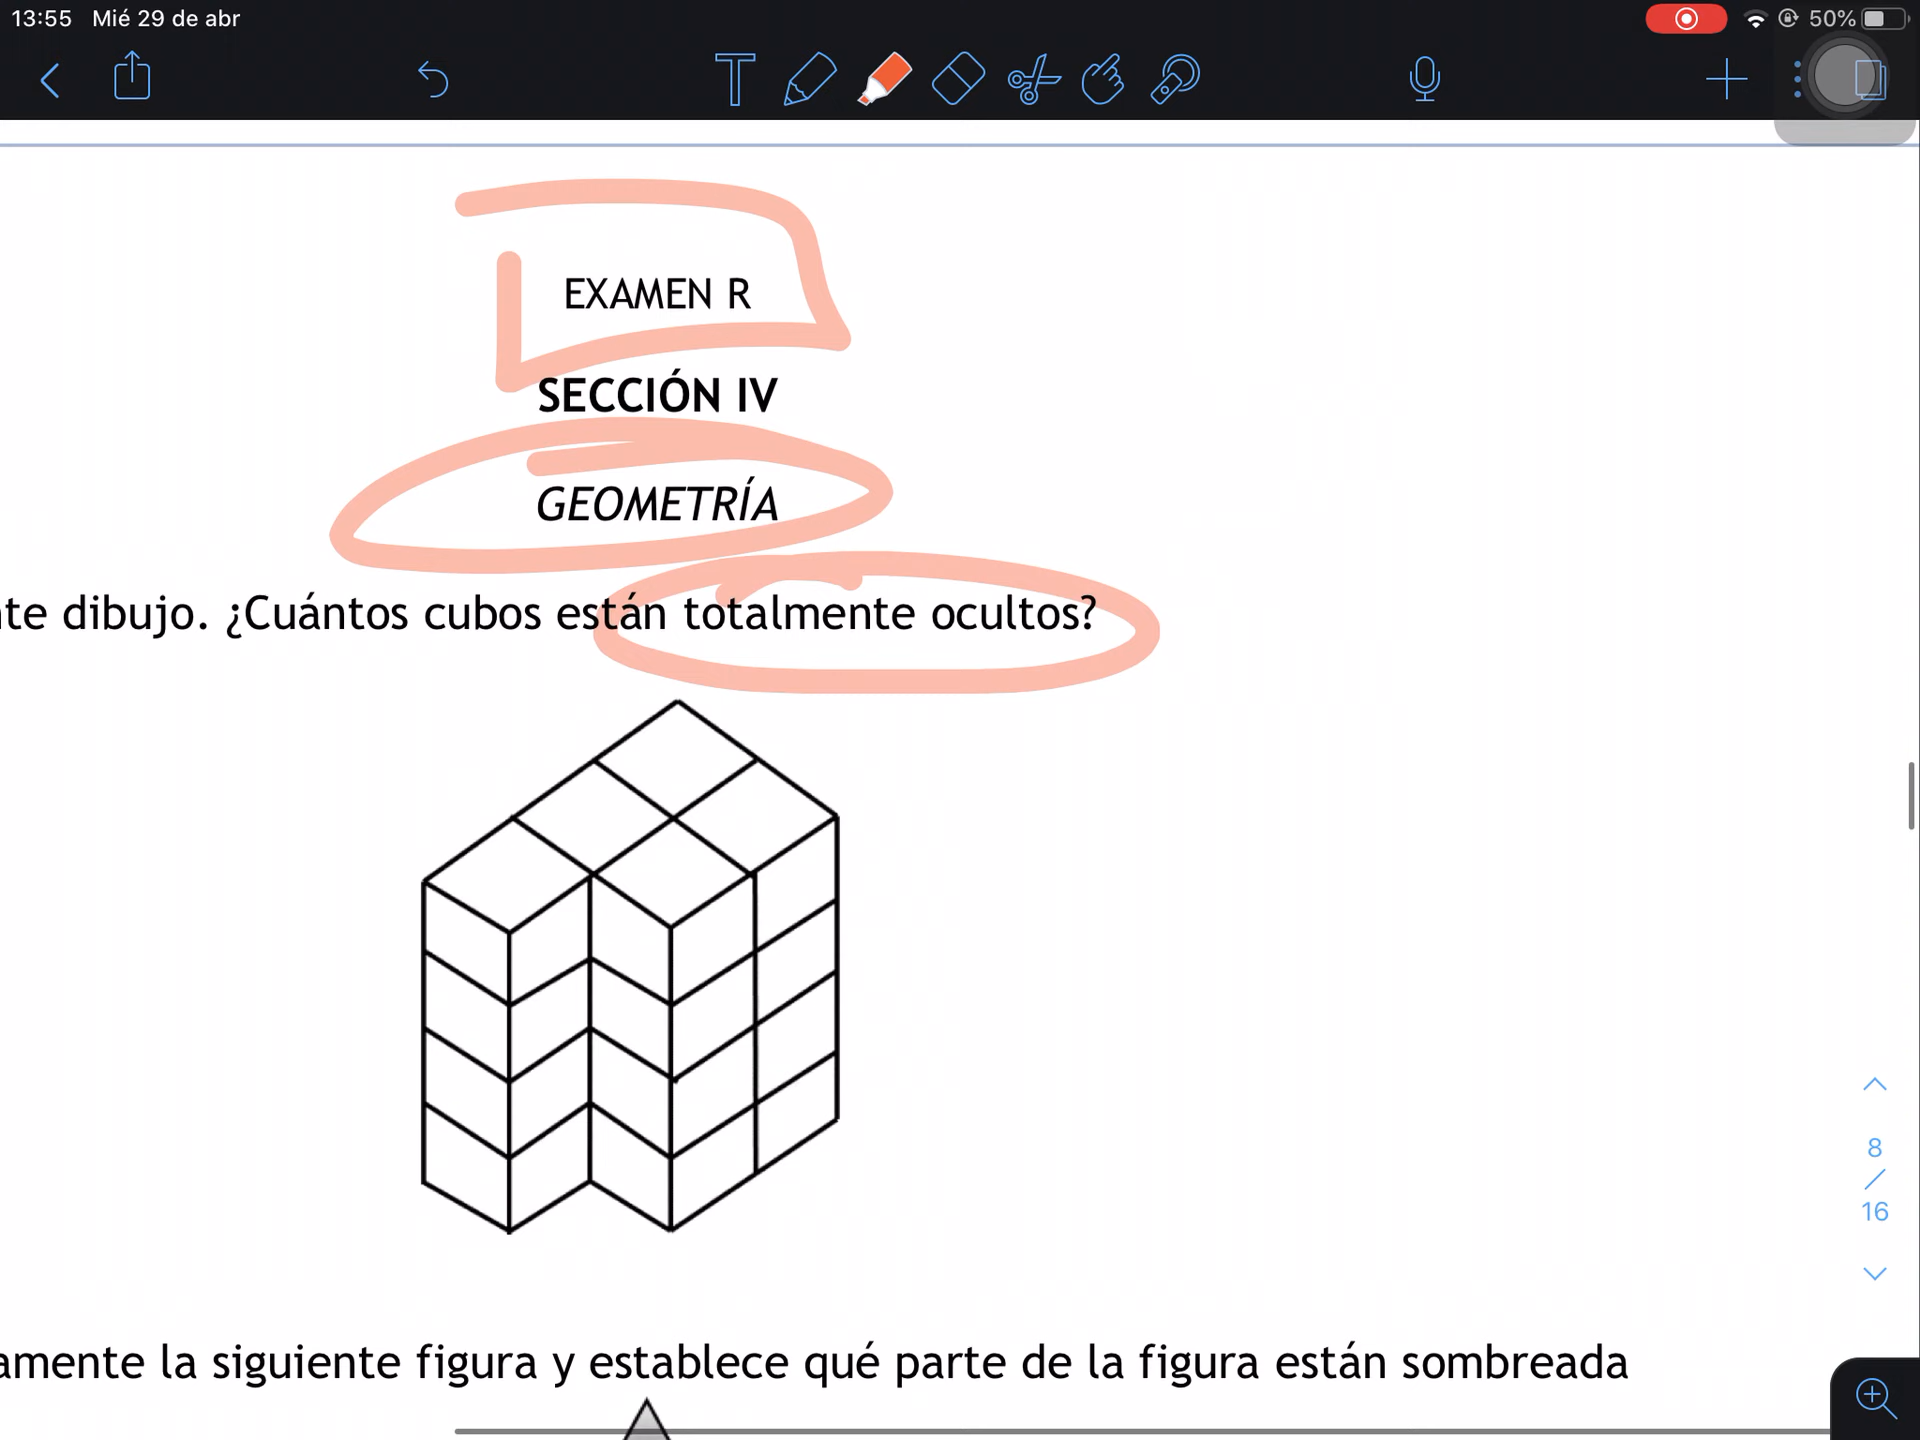 13:55 Mié 29 de abr
50%
EXAMEN R
SECCIÓN IV
GEOMETRÍA
nte dibujo. ¿Cuántos cubos están totalmente ocultos?
8
/
16
amente la siguiente figura y establece qué parte de la figura están sombreada